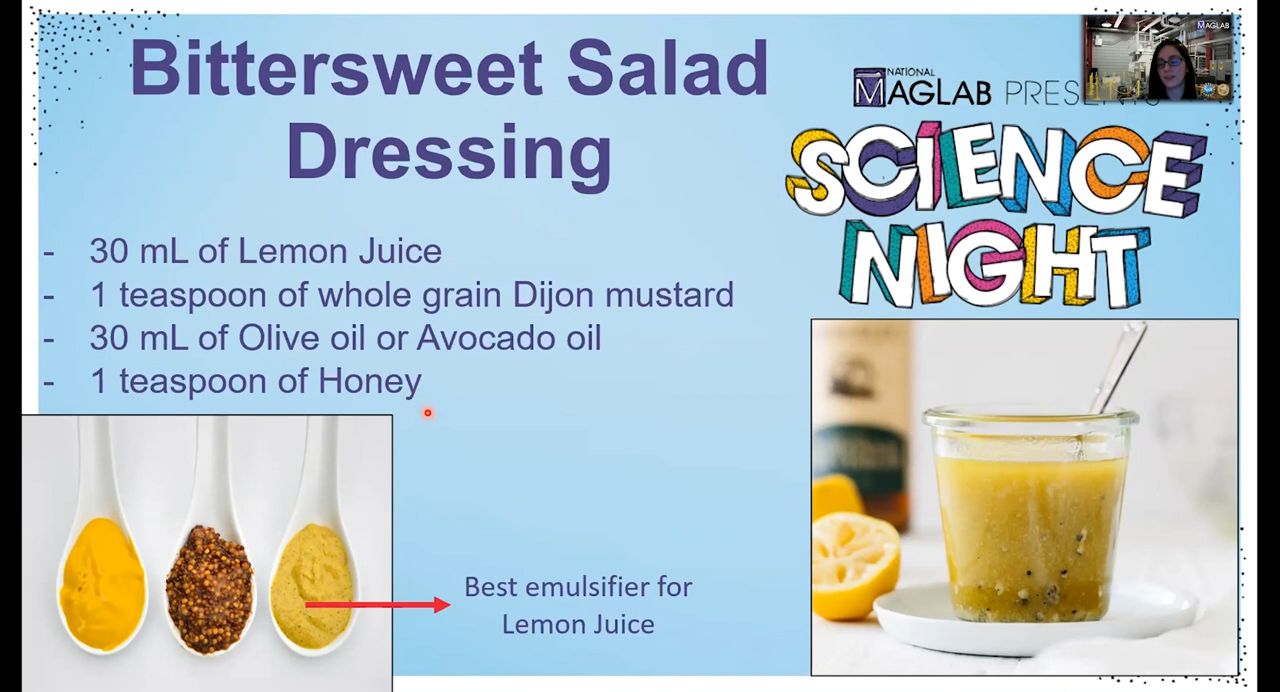 Bittersweet Salad
Dressing
- 30 mL of Lemon Juice
- 1 teaspoon of whole grain Dijon mustard
- 30 mL of Olive oil or Avocado oil
- 1 teaspoon of Honey
Best emulsifier for
Lemon Juice
MAGLAB
NATIONAL
MAGLAB PRESENTS
SCIENCE
NIGHT